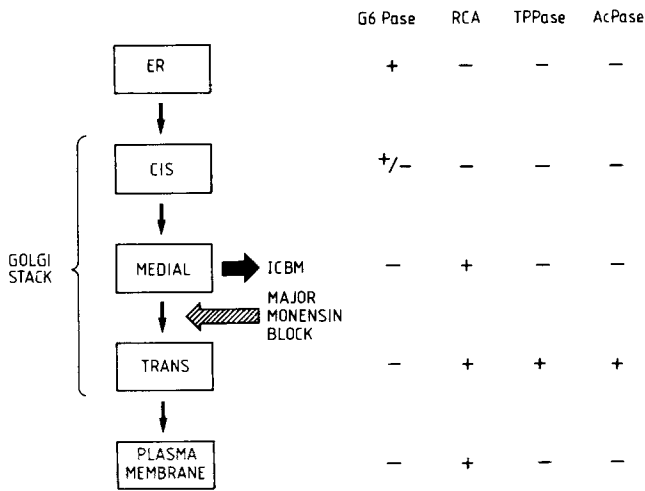 G6 Pase RCA TPPase AcPase
ER + − − −
CIS +/− − − −
GOLGI
STACK
MEDIAL ICBM − + − −
MAJOR
MONENSIN
BLOCK
TRANS − + + +
PLASMA
MEMBRANE − + − −